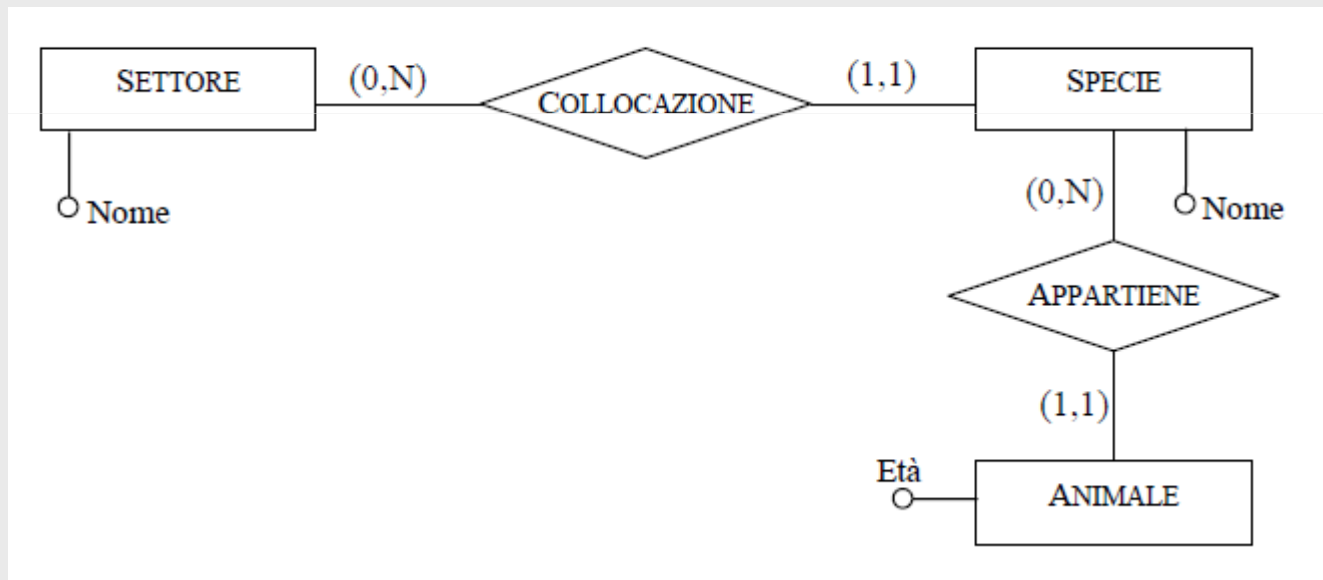 SETTORE
(0,N)
COLLOCAZIONE
(1,1)
SPECIE
Nome
(0,N)
Nome
APPARTIENE
(1,1)
Età
ANIMALE